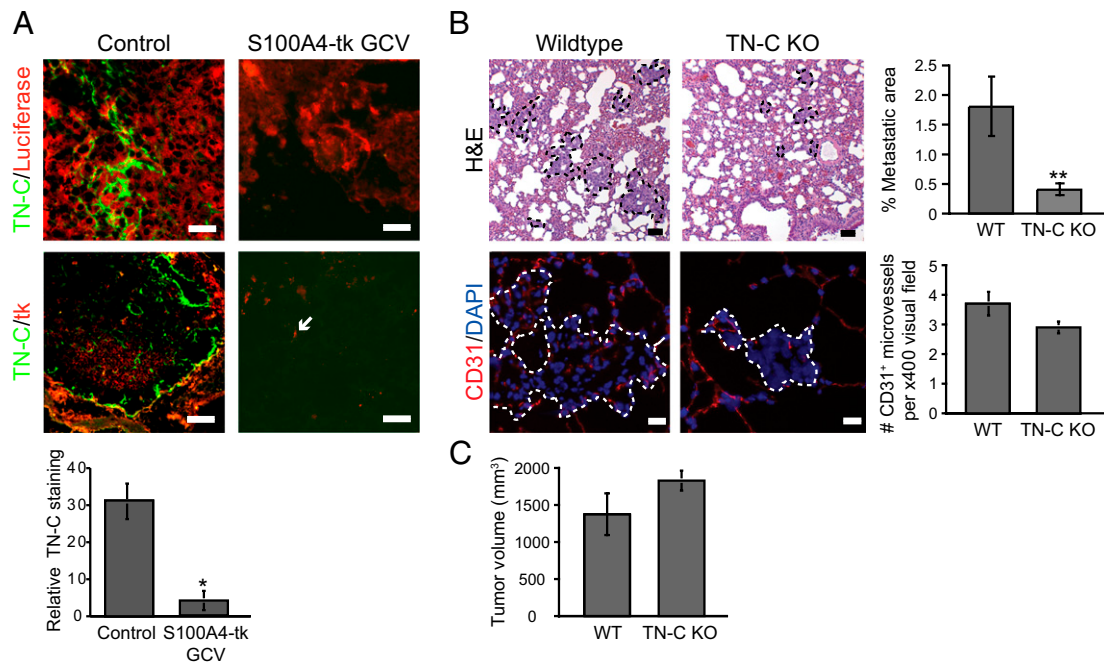 A
Control
S100A4-tk GCV
TN-C/Luciferase
TN-C/tk
Relative TN-C staining
40
30
20
10
0
*
Control
S100A4-tk
GCV
B
Wildtype
TN-C KO
H&E
CD31/DAPI
% Metastatic area
2.5
2.0
1.5
1.0
0.5
0
**
WT
TN-C KO
# CD31⁺ microvessels
per x400 visual field
5
4
3
2
1
0
WT
TN-C KO
C
Tumor volume (mm³)
2000
1500
1000
500
0
WT
TN-C KO